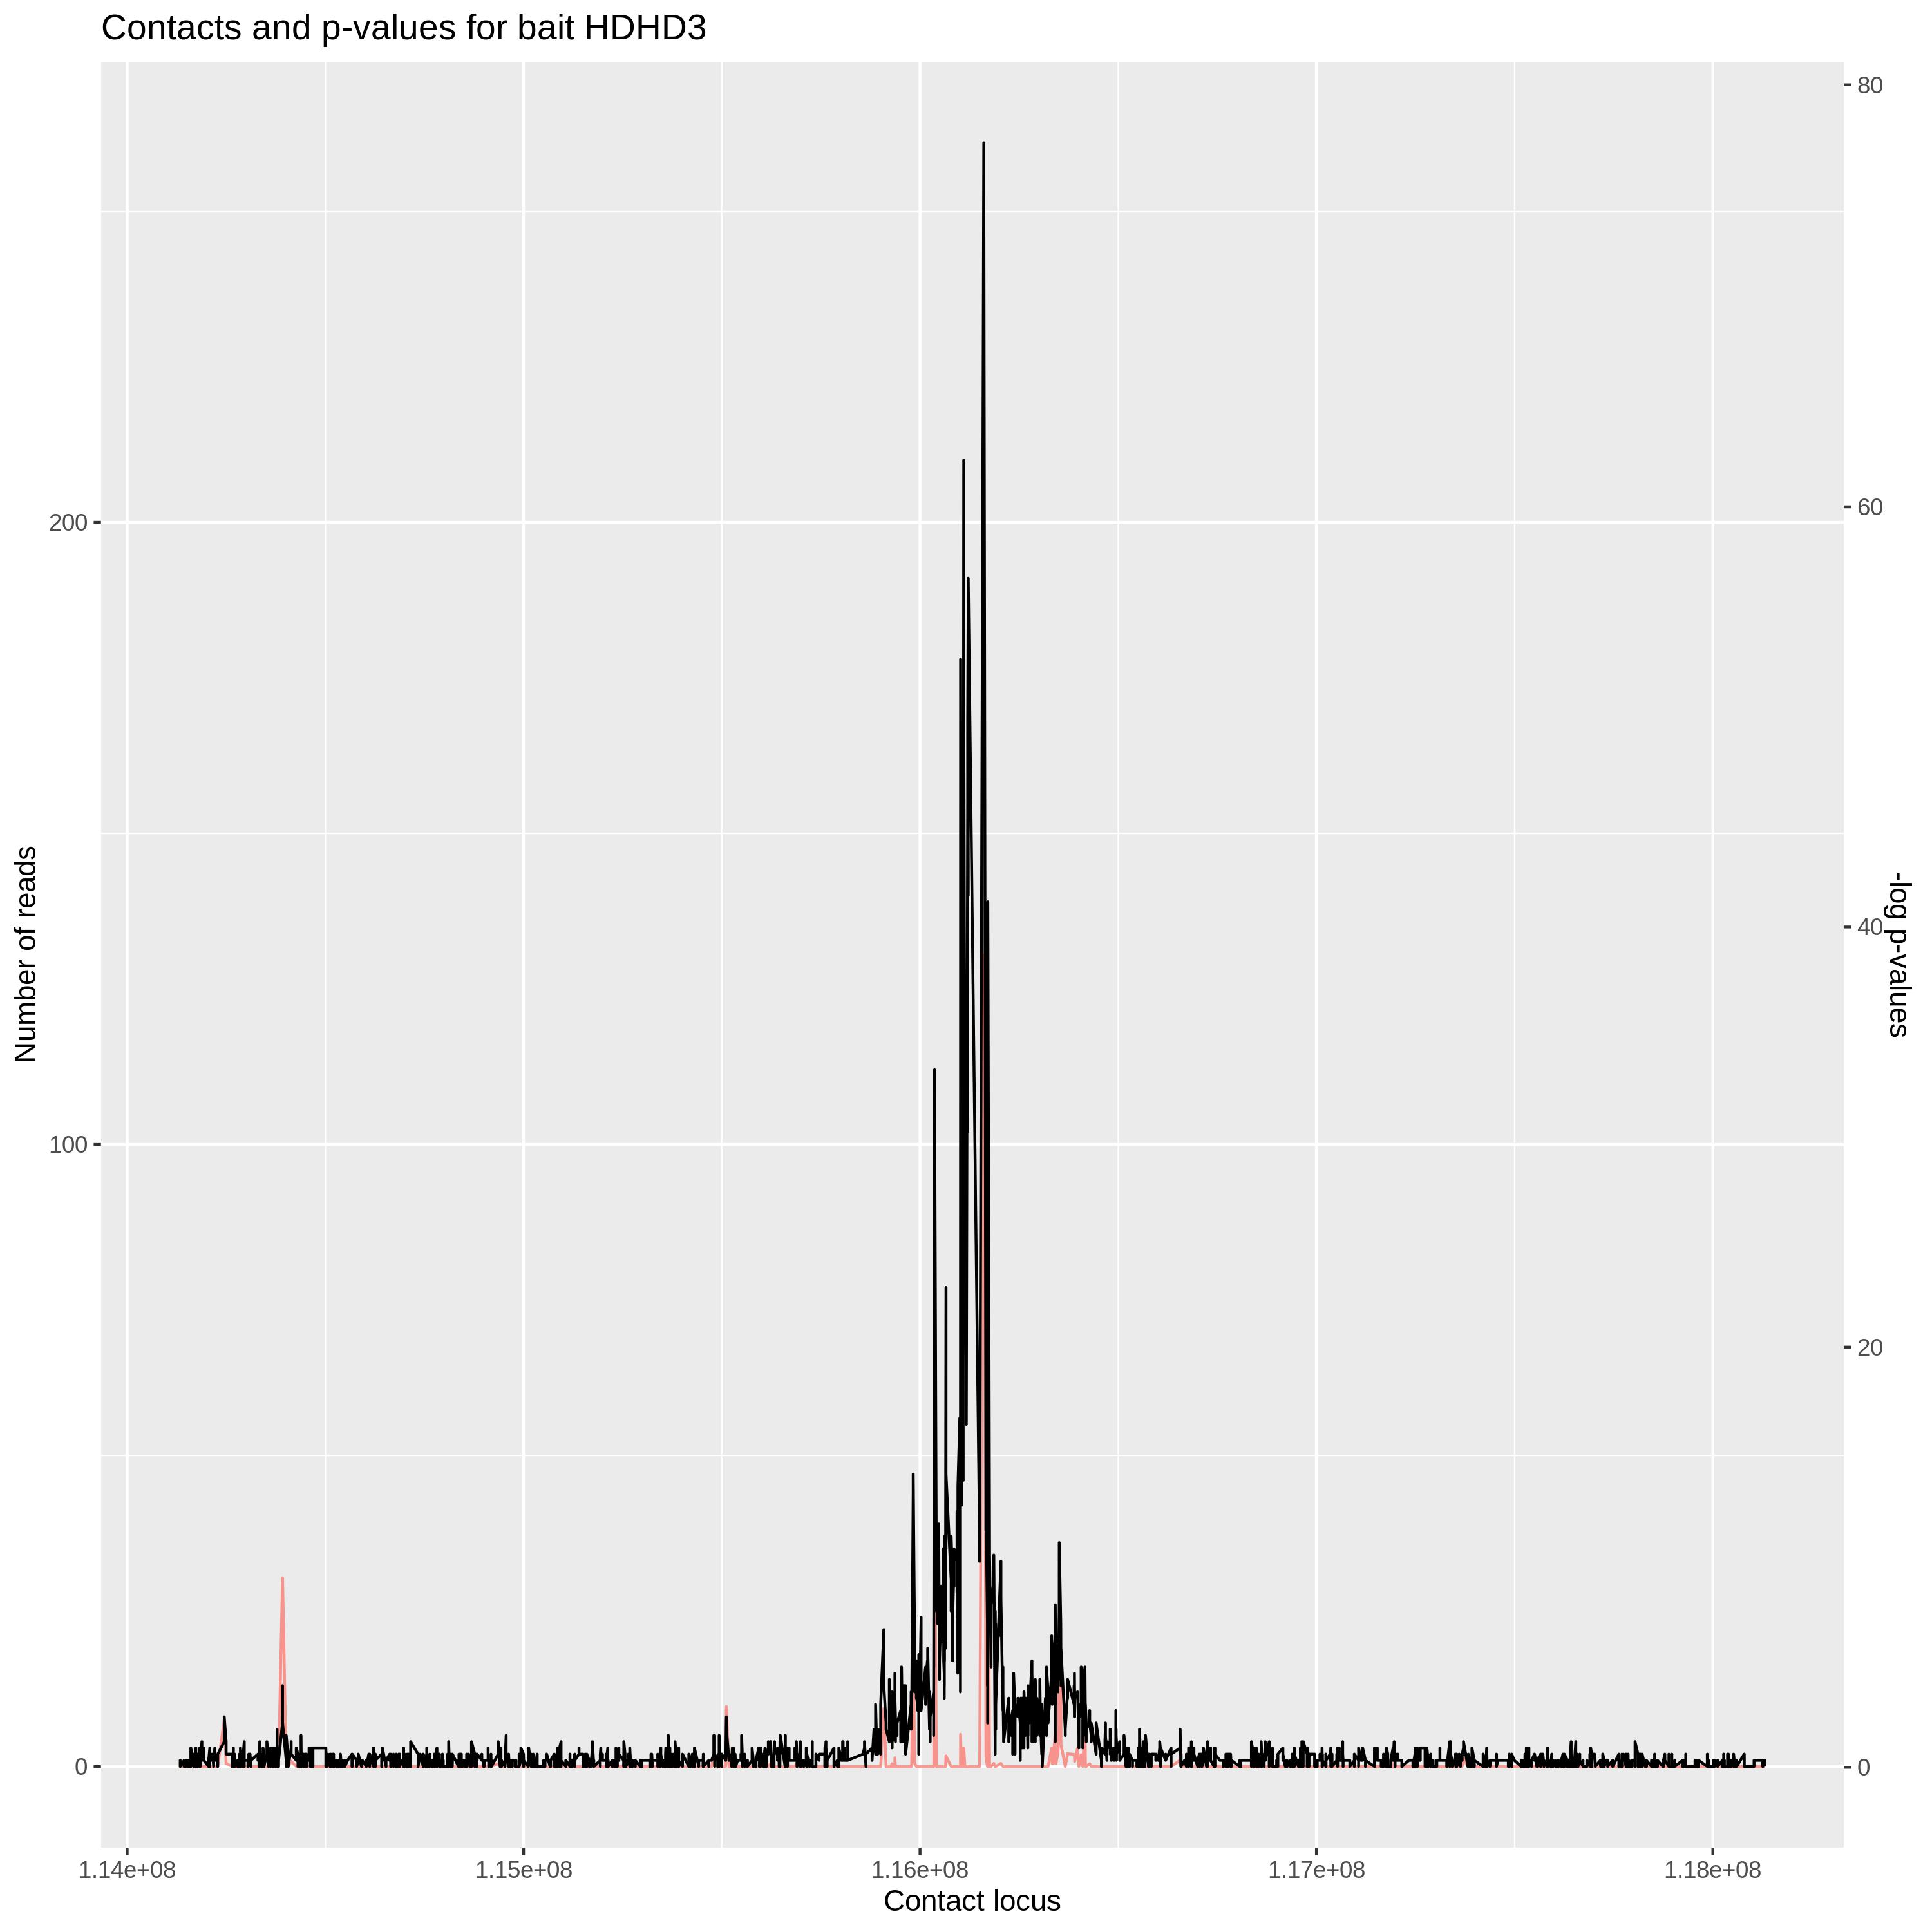 Contacts and p-values for bait HDHD3
Number of reads
200
100
0
80
60
40
20
0
-log p-values
1.14e+08
1.15e+08
1.16e+08
1.17e+08
1.18e+08
Contact locus